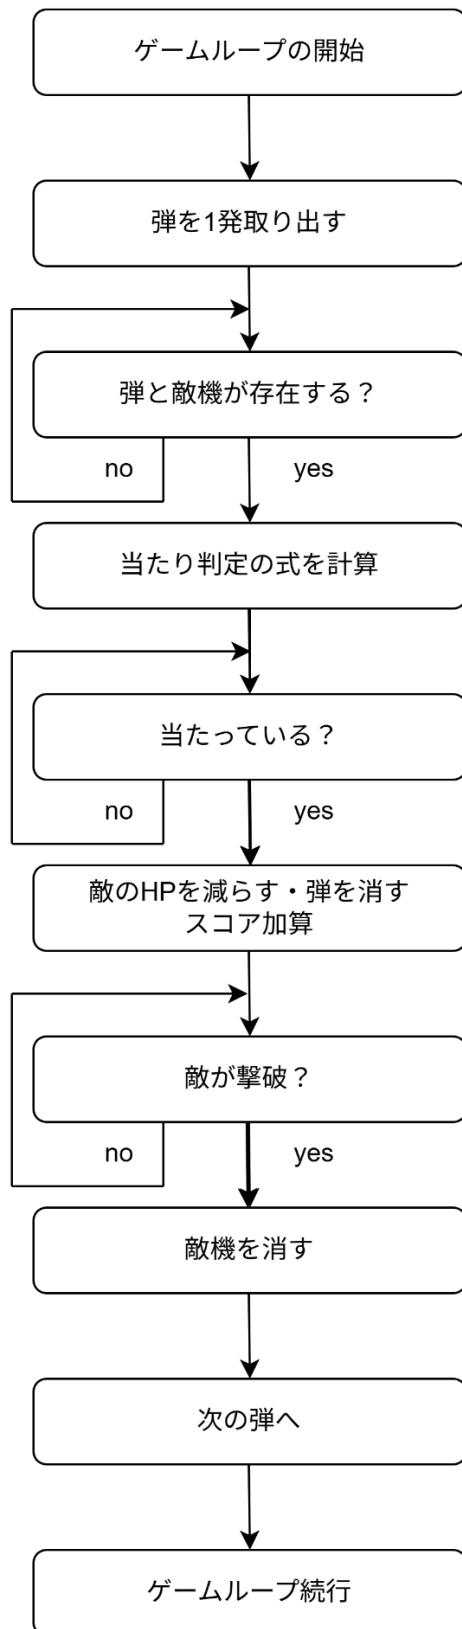 ゲームループの開始
弾を1発取り出す
弾と敵機が存在する？
no
yes
当たり判定の式を計算
当たっている？
no
yes
敵のHPを減らす・弾を消す
スコア加算
敵が撃破？
no
yes
敵機を消す
次の弾へ
ゲームループ続行